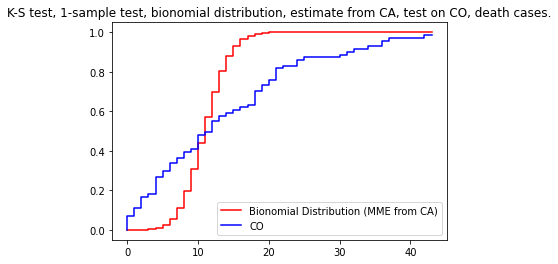 K-S test, 1-sample test, bionomial distribution, estimate from CA, test on CO, death cases.
1.0
0.8
0.6
0.4
0.2
0.0
Bionomial Distribution (MME from CA)
CO
0 10 20 30 40